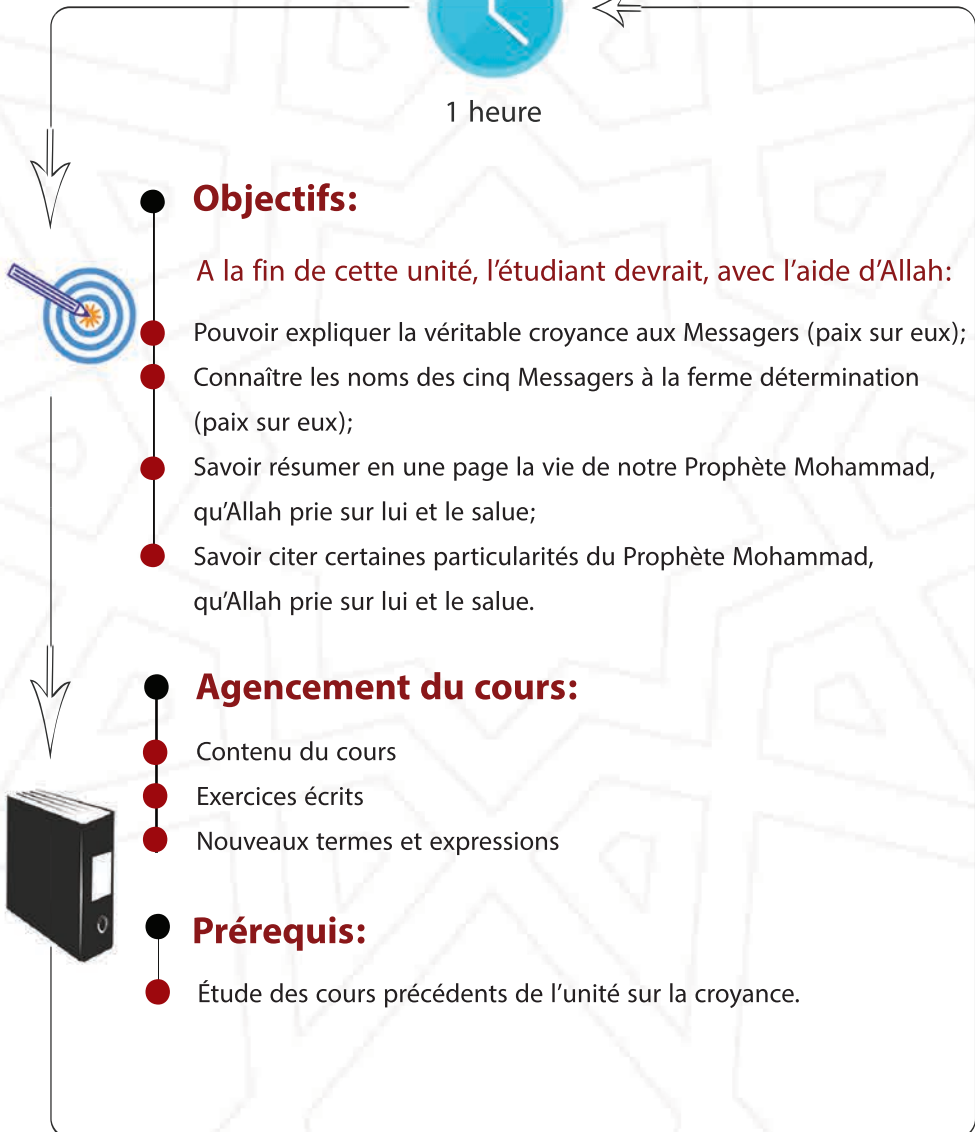 1 heure
Objectifs:
A la fin de cette unité, l’étudiant devrait, avec l’aide d’Allah:
Pouvoir expliquer la véritable croyance aux Messagers (paix sur eux);
Connaître les noms des cinq Messagers à la ferme détermination
(paix sur eux);
Savoir résumer en une page la vie de notre Prophète Mohammad,
qu’Allah prie sur lui et le salue;
Savoir citer certaines particularités du Prophète Mohammad,
qu’Allah prie sur lui et le salue.
Agencement du cours:
Contenu du cours
Exercices écrits
Nouveaux termes et expressions
Prérequis:
Étude des cours précédents de l’unité sur la croyance.